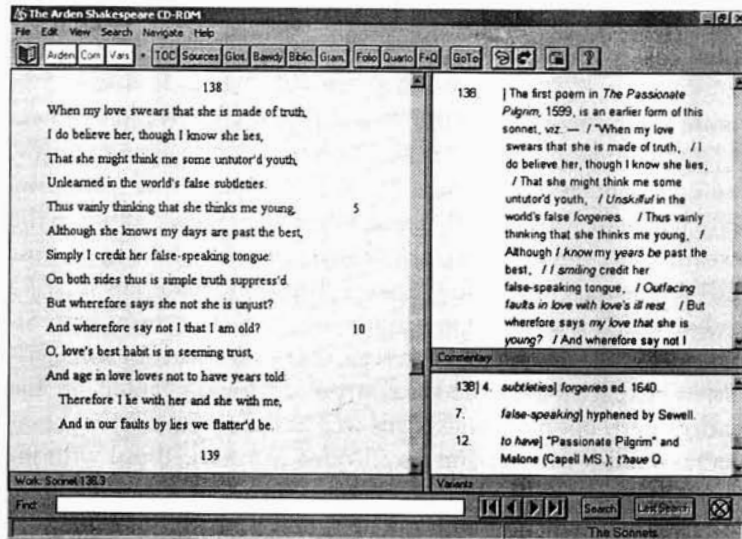 The Arden Shakespeare CD-ROM
File Edit View Search Navigate Help
Arden Com Vars TOC Sources Glos. Bawdy Biblio. Gram. Folio Quarto F+Q GoTo ?
138
When my love swears that she is made of truth,
I do believe her, though I know she lies,
That she might think me some untutor'd youth,
Unlearned in the world's false subtleties.
Thus vainly thinking that she thinks me young, 5
Although she knows my days are past the best,
Simply I credit her false-speaking tongue:
On both sides thus is simple truth suppress'd.
But wherefore says she not she is unjust?
And wherefore say not I that I am old? 10
O, love's best habit is in seeming trust,
And age in love loves not to have years told.
Therefore I lie with her and she with me,
And in our faults by lies we flatter'd be.
139
Work: Sonnet 138.3
138. ] The first poem in The Passionate
Pilgrim, 1599, is an earlier form of this
sonnet, viz. — / "When my love
swears that she is made of truth, / I
do believe her, though I know she lies,
/ That she might think me some
untutor'd youth, / Unskilful in the
world's false forgeries. / Thus vainly
thinking that she thinks me young, /
Although I know my years be past the
best, / I smiling credit her
false-speaking tongue, / Outfacing
faults in love with love's ill rest. / But
wherefore says my love that she is
young? / And wherefore say not I
Commentary
138] 4. subtleties] forgeries ed. 1640.
7. false-speaking] hyphened by Sewell.
12. to have] "Passionate Pilgrim" and
Malone (Capell MS.); t'haue Q.
Variants
Find: Search Last Search
The Sonnets